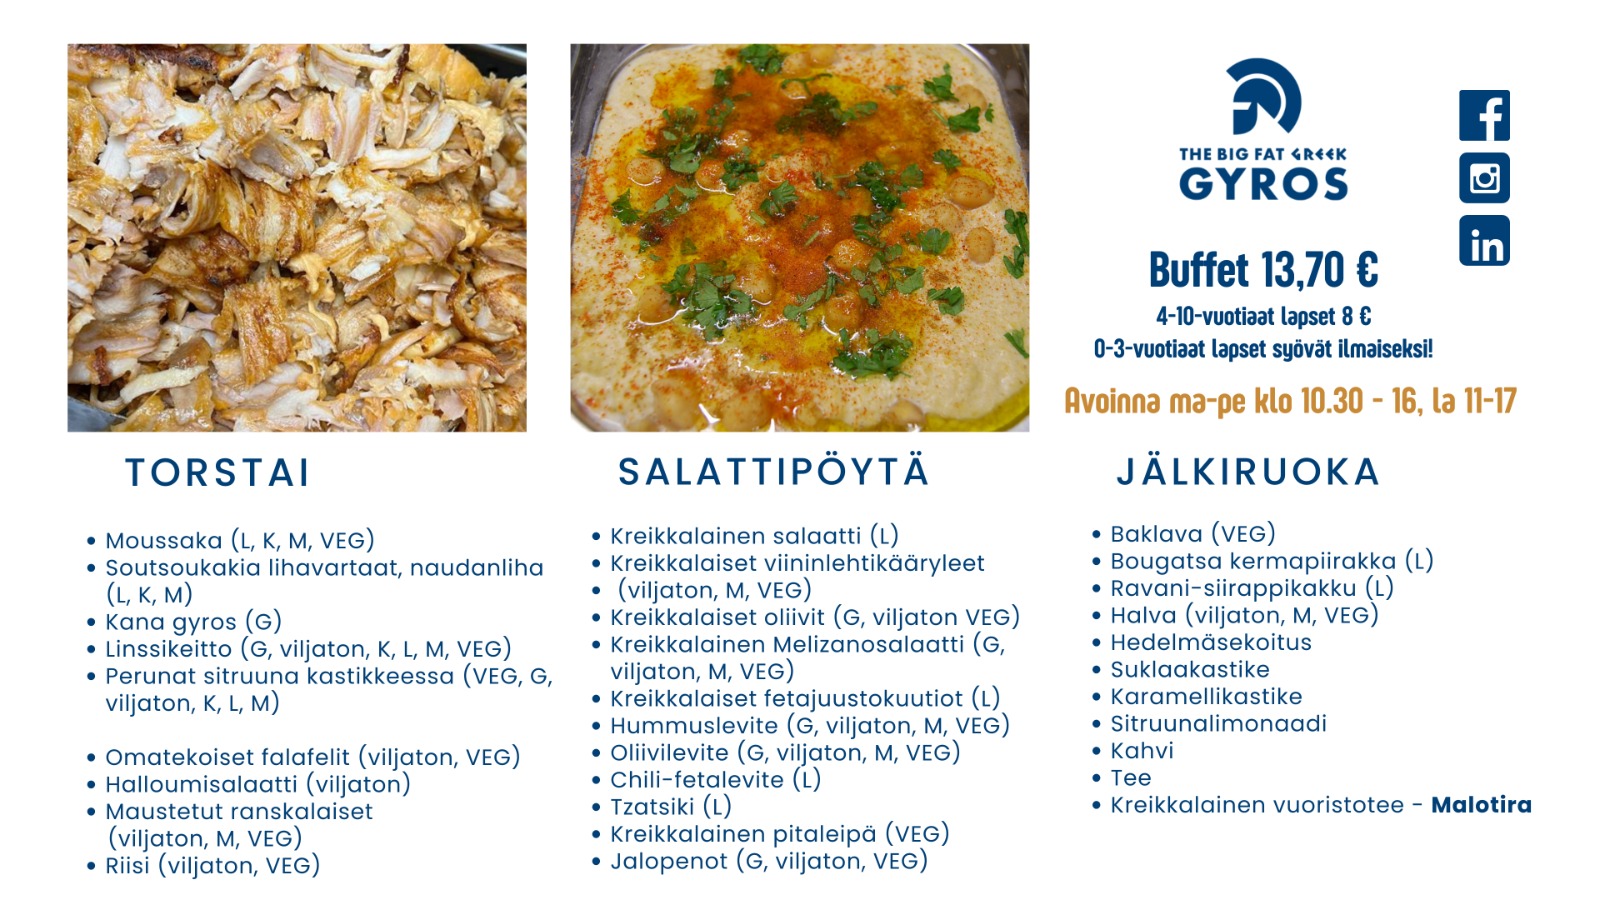 THE BIG FAT GREEK
GYROS
Buffet 13,70 €
4-10-vuotiaat lapset 8 €
0-3-vuotiaat lapset syövät ilmaiseksi!
Avoinna ma-pe klo 10.30 - 16, la 11-17
TORSTAI
• Moussaka (L, K, M, VEG)
• Soutsoukakia lihavartaat, naudanliha
(L, K, M)
• Kana gyros (G)
• Linssikeitto (G, viljaton, K, L, M, VEG)
• Perunat sitruuna kastikkeessa (VEG, G,
viljaton, K, L, M)
• Omatekoiset falafelit (viljaton, VEG)
• Halloumisalaatti (viljaton)
• Maustetut ranskalaiset
(viljaton, M, VEG)
• Riisi (viljaton, VEG)
SALATTIPÖYTÄ
• Kreikkalainen salaatti (L)
• Kreikkalaiset viininlehtikääryleet
• (viljaton, M, VEG)
• Kreikkalaiset oliivit (G, viljaton VEG)
• Kreikkalainen Melizanosalaatti (G,
viljaton, M, VEG)
• Kreikkalaiset fetajuustokuutiot (L)
• Hummuslevite (G, viljaton, M, VEG)
• Oliivilevite (G, viljaton, M, VEG)
• Chili-fetalevite (L)
• Tzatsiki (L)
• Kreikkalainen pitaleipä (VEG)
• Jalopenot (G, viljaton, VEG)
JÄLKIRUOKA
• Baklava (VEG)
• Bougatsa kermapiirakka (L)
• Ravani-siirappikakku (L)
• Halva (viljaton, M, VEG)
• Hedelmäsekoitus
• Suklaakastike
• Karamellikastike
• Sitruunalimonaadi
• Kahvi
• Tee
• Kreikkalainen vuoristotee - Malotira